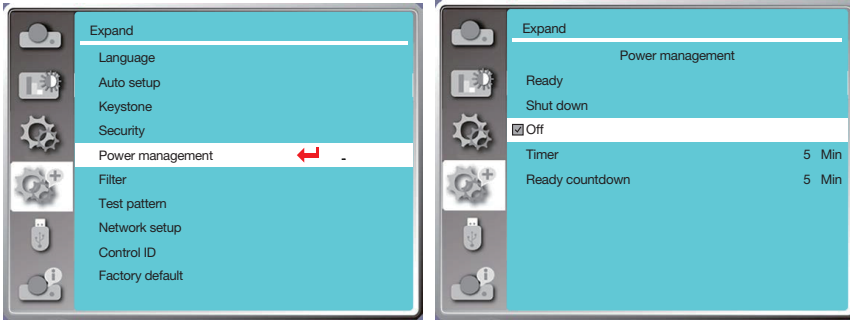 Expand
Language
Auto setup
Keystone
Security
Power management
Filter
Test pattern
Network setup
Control ID
Factory default
Expand
Power management
Ready
Shut down
Off
Timer 5 Min
Ready countdown 5 Min